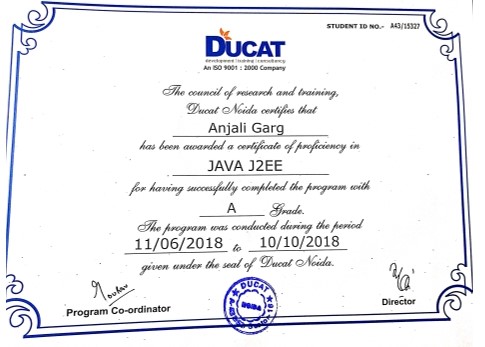 STUDENT ID NO.- A43/15327
DUCAT
development training consultancy
An ISO 9001 : 2000 Company
The council of research and training,
Ducat Noida certifies that
Anjali Garg
has been awarded a certificate of proficiency in
JAVA J2EE
for having successfully completed the program with
A Grade.
The program was conducted during the period
11/06/2018 to 10/10/2018
given under the seal of Ducat Noida.
DUCAT
NOIDA
Program Co-ordinator
Director